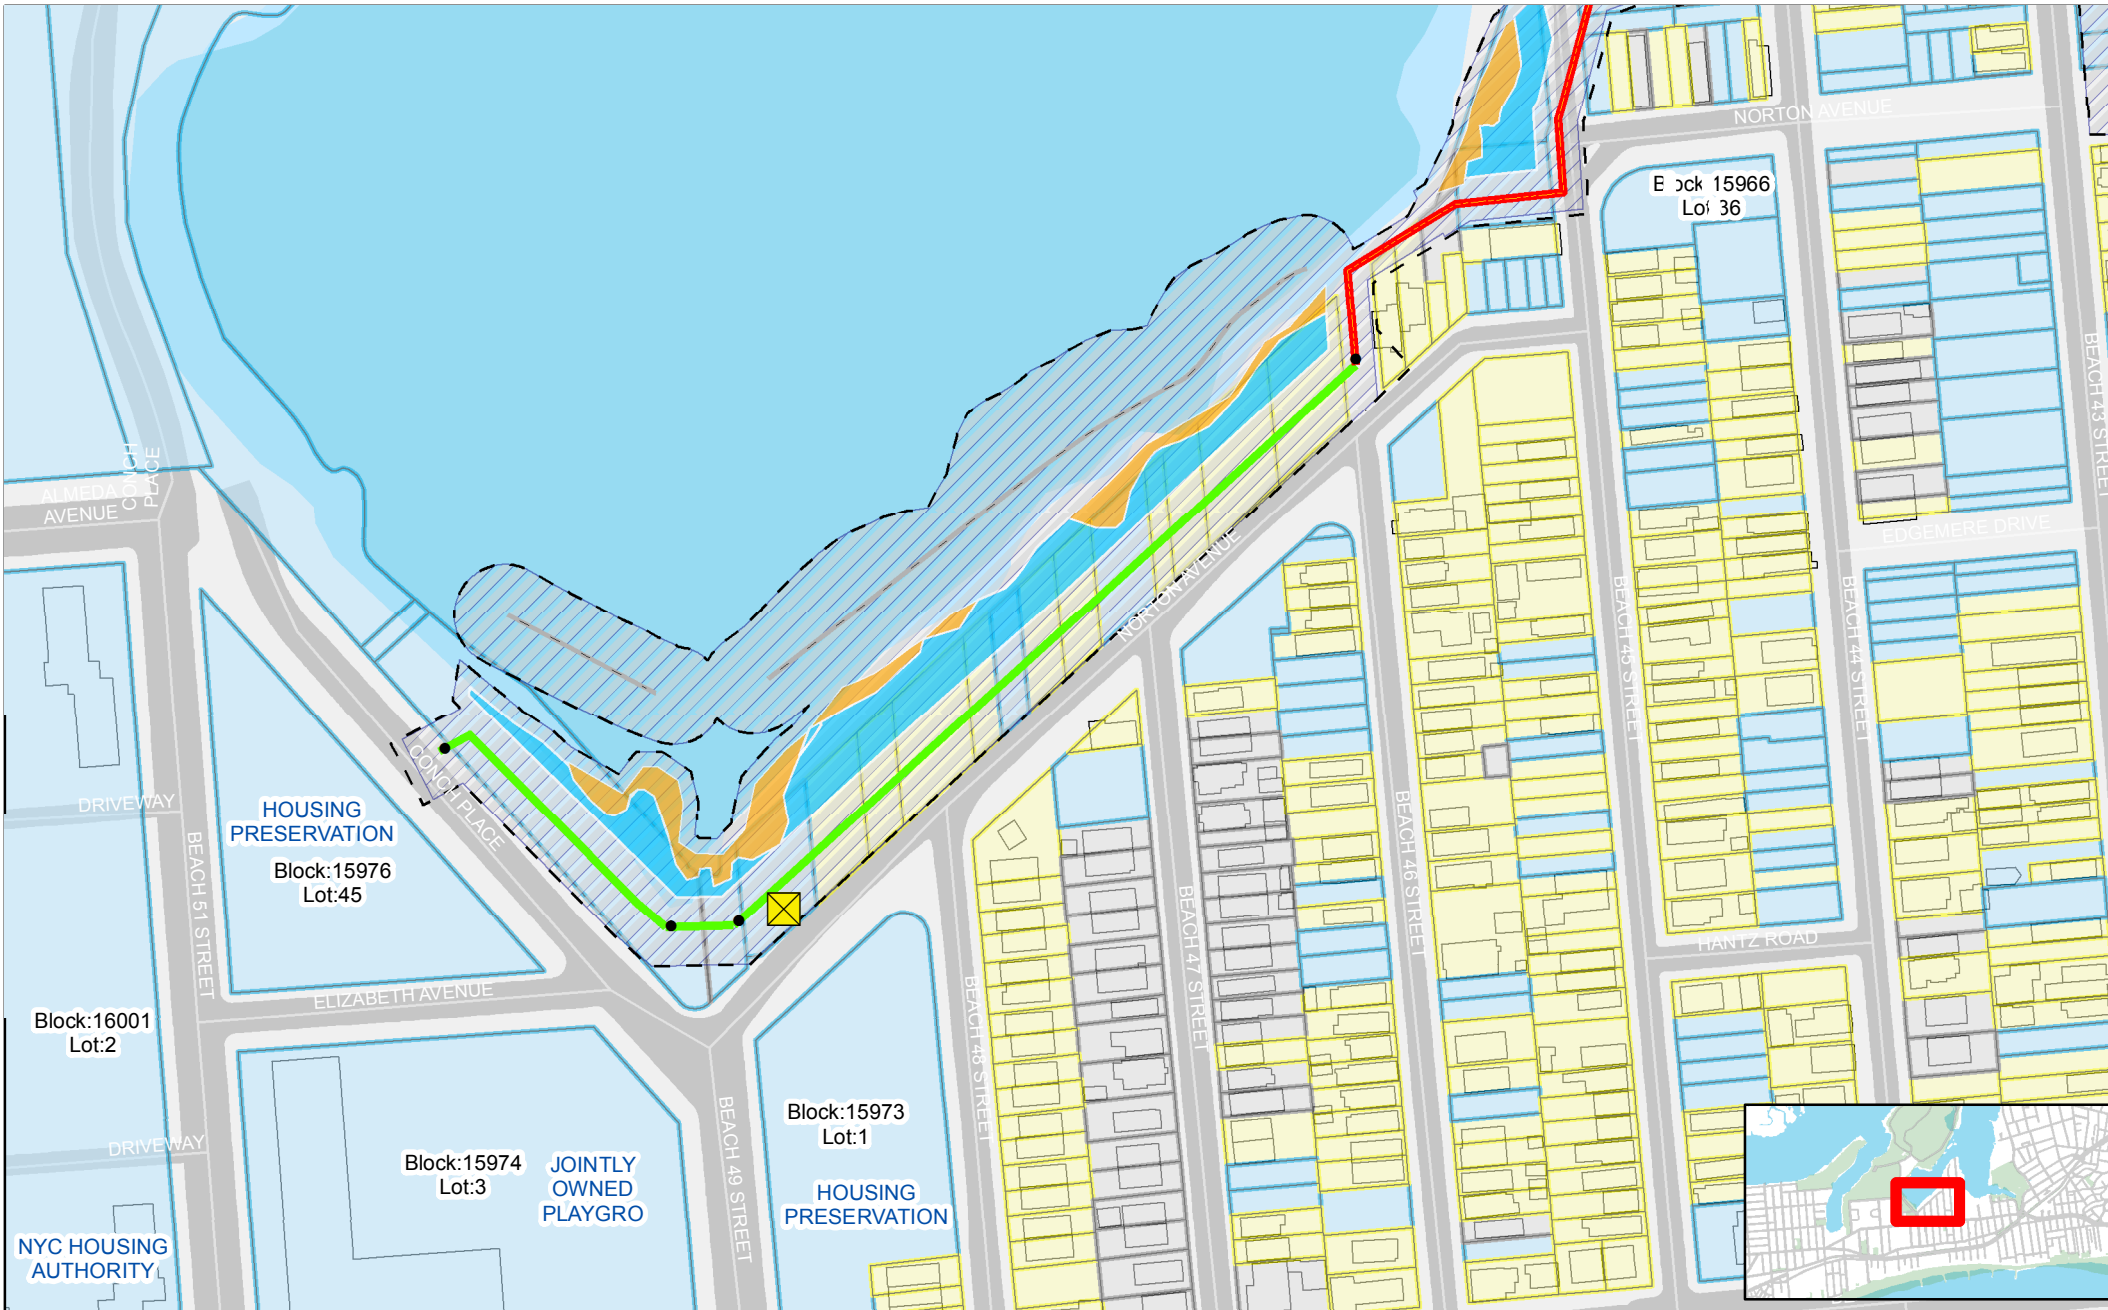 NORTON AVENUE
Block:15966
Lot:36
BEACH 43 STREET
CONCH
PLACE
ALMEDA
AVENUE
EDGEMERE DRIVE
NORTON AVENUE
BEACH 45 STREET
BEACH 44 STREET
CONCH PLACE
DRIVEWAY
HOUSING
PRESERVATION
Block:15976
Lot:45
BEACH 51 STREET
BEACH 46 STREET
BEACH 47 STREET
HANTZ ROAD
ELIZABETH AVENUE
BEACH 48 STREET
Block:16001
Lot:2
BEACH 49 STREET
Block:15973
Lot:1
DRIVEWAY
Block:15974
Lot:3
JOINTLY
OWNED
PLAYGRO
HOUSING
PRESERVATION
NYC HOUSING
AUTHORITY